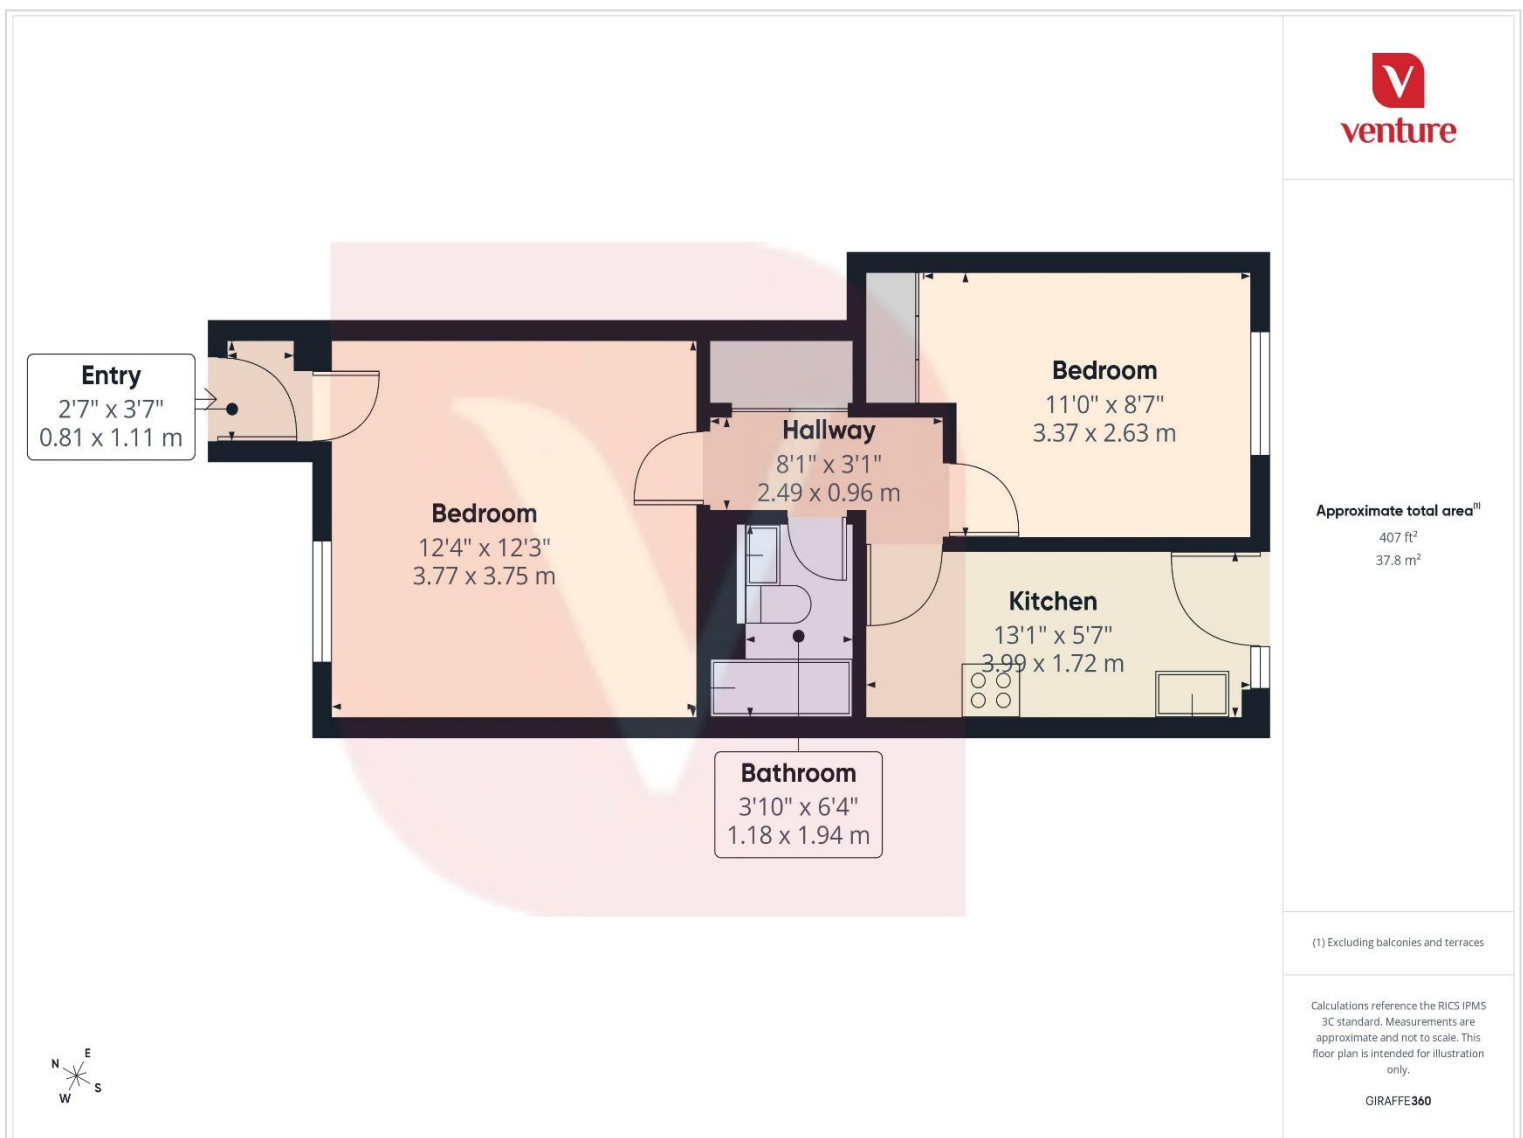 venture
Entry
2'7" x 3'7"
0.81 x 1.11 m
Bedroom
12'4" x 12'3"
3.77 x 3.75 m
Hallway
8'1" x 3'1"
2.49 x 0.96 m
Bedroom
11'0" x 8'7"
3.37 x 2.63 m
Kitchen
13'1" x 5'7"
3.99 x 1.72 m
Bathroom
3'10" x 6'4"
1.18 x 1.94 m
Approximate total area(1)
407 ft²
37.8 m²
(1) Excluding balconies and terraces
Calculations reference the RICS IPMS
3C standard. Measurements are
approximate and not to scale. This
floor plan is intended for illustration
only.
GIRAFFE360
N
E
S
W